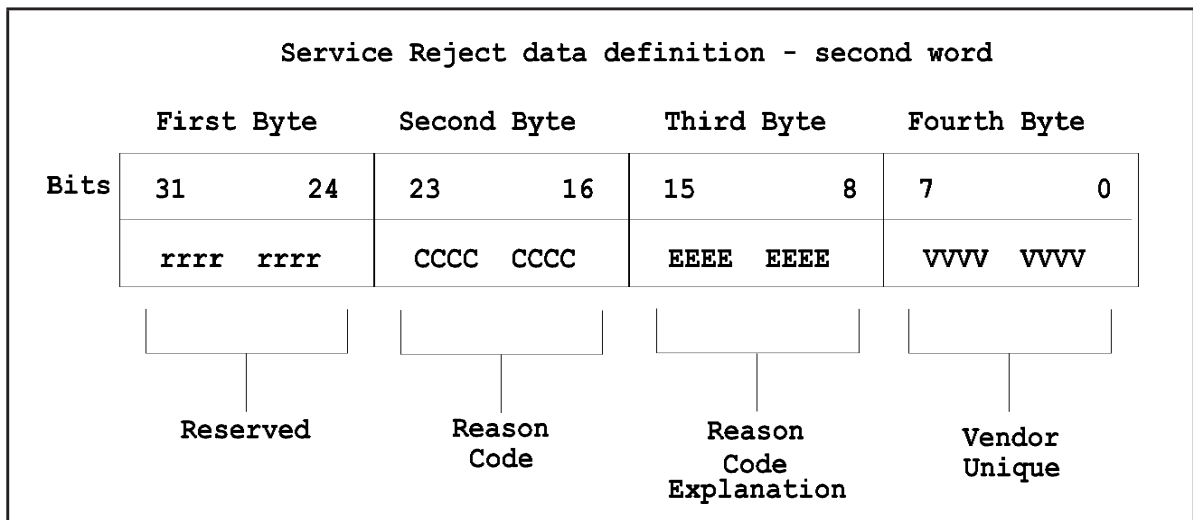 Service Reject data definition - second word
First Byte Second Byte Third Byte Fourth Byte
Bits 31 24 23 16 15 8 7 0
rrrr rrrr CCCC CCCC EEEE EEEE VVVV VVVV
Reserved Reason Reason Vendor
Code Code Unique
Explanation